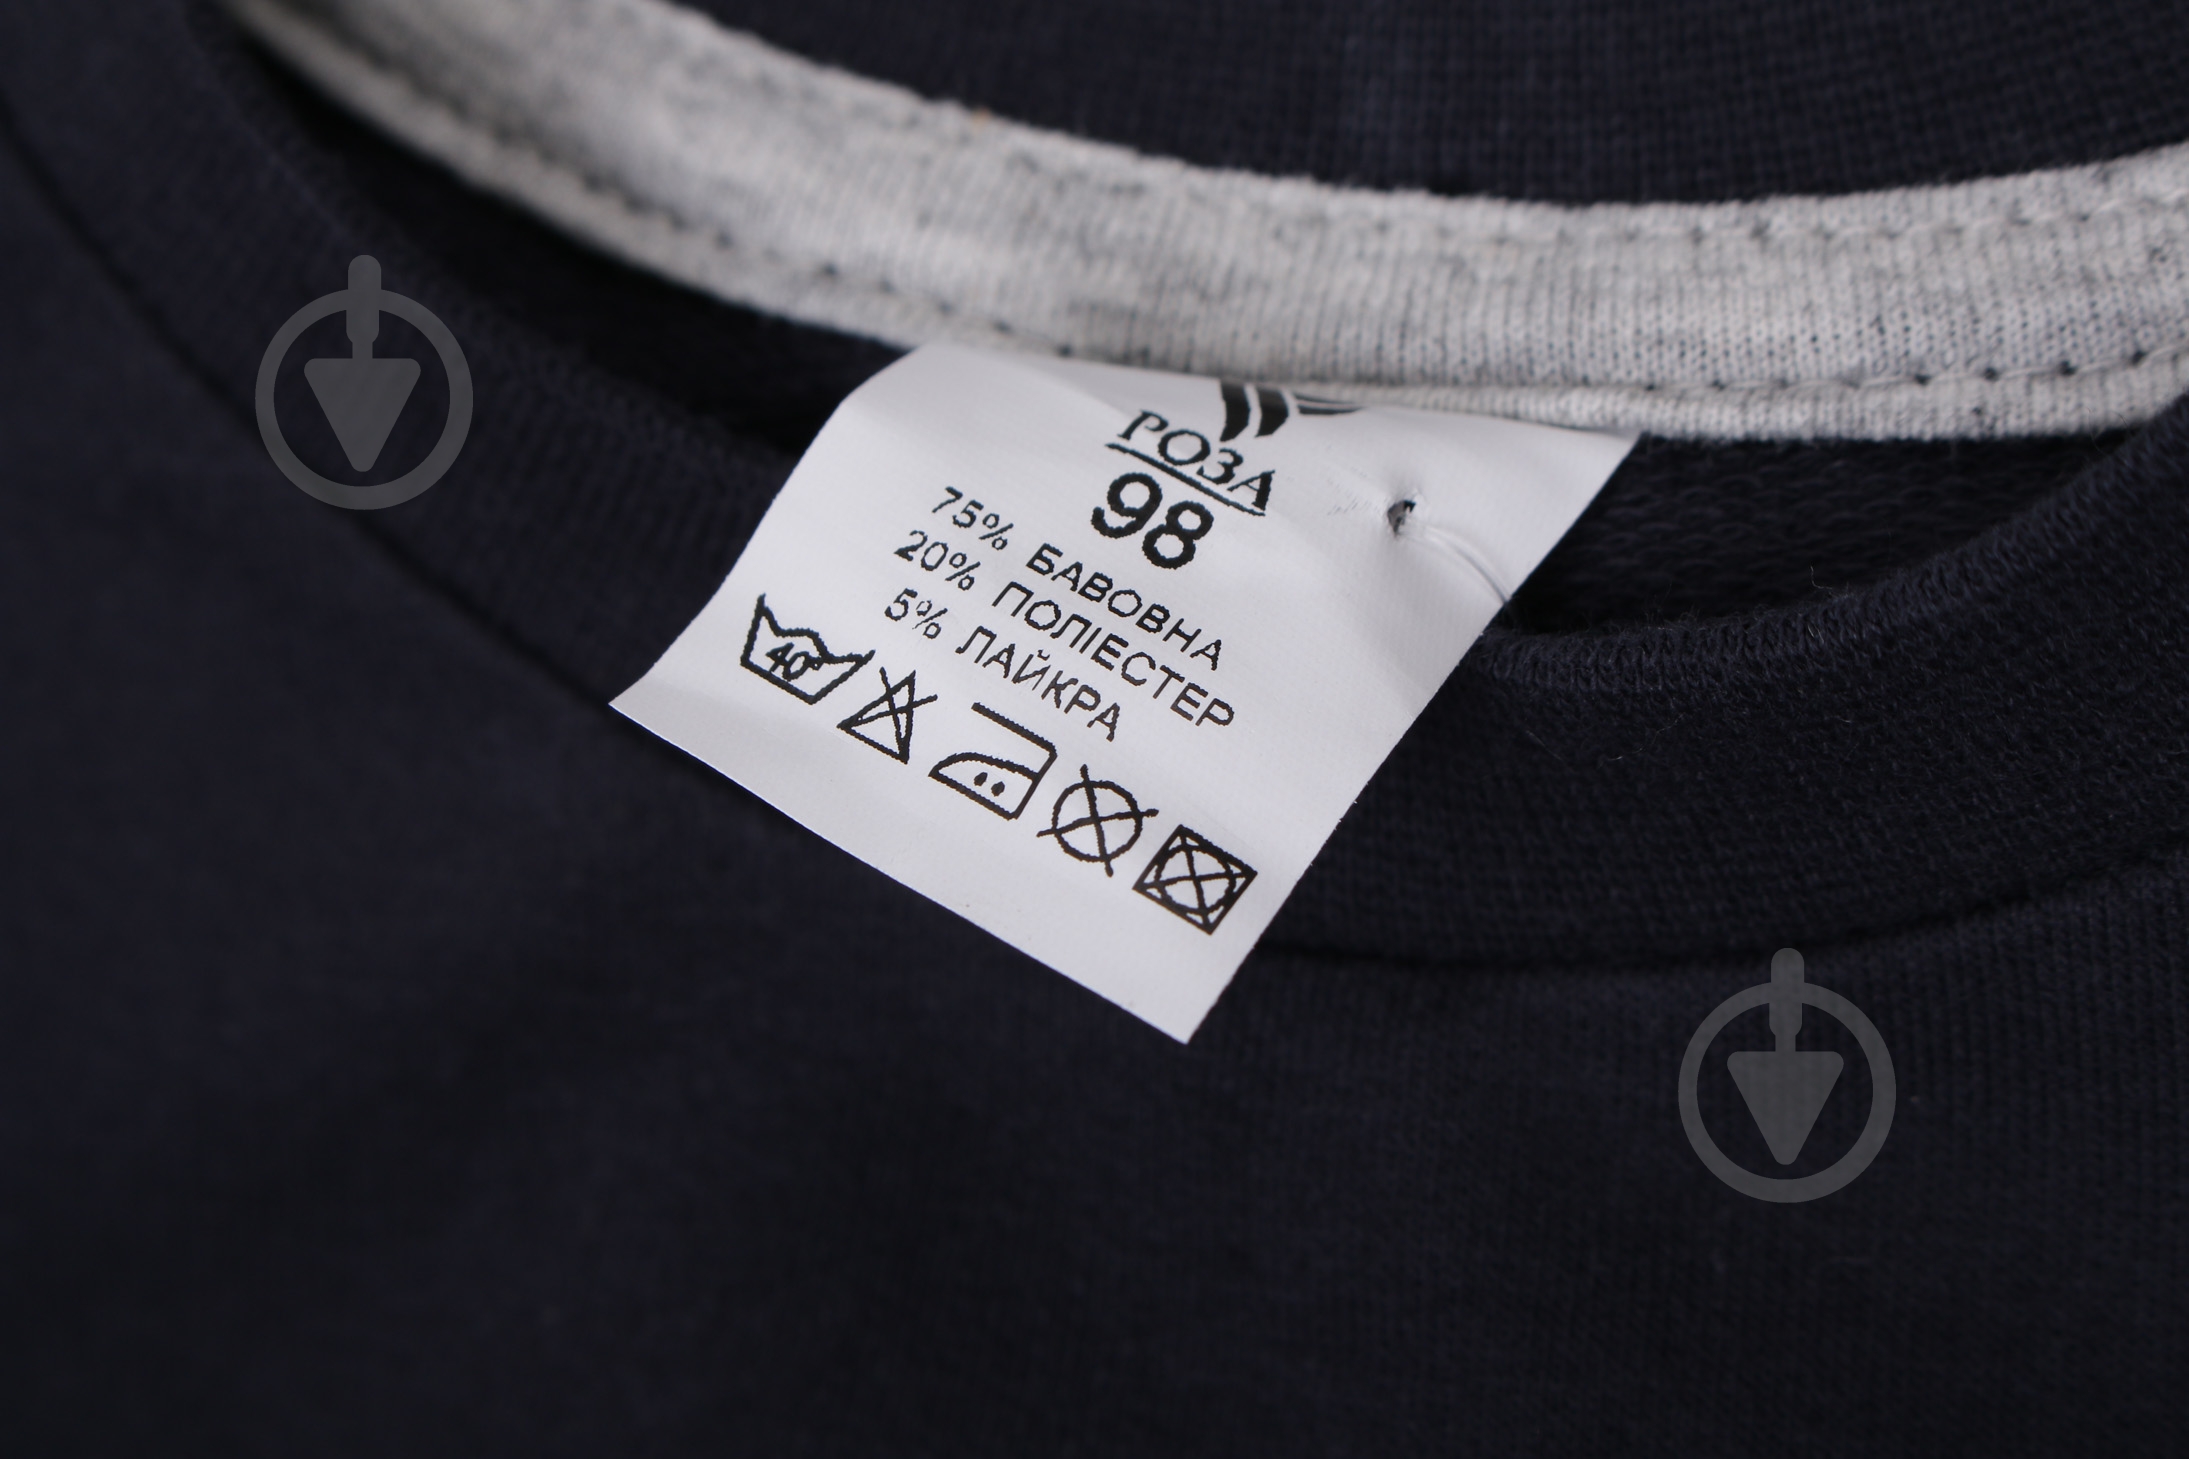 РОЗА
98
75% БАВОВНА
20% ПОЛІЕСТЕР
5% ЛАЙКРА
40°